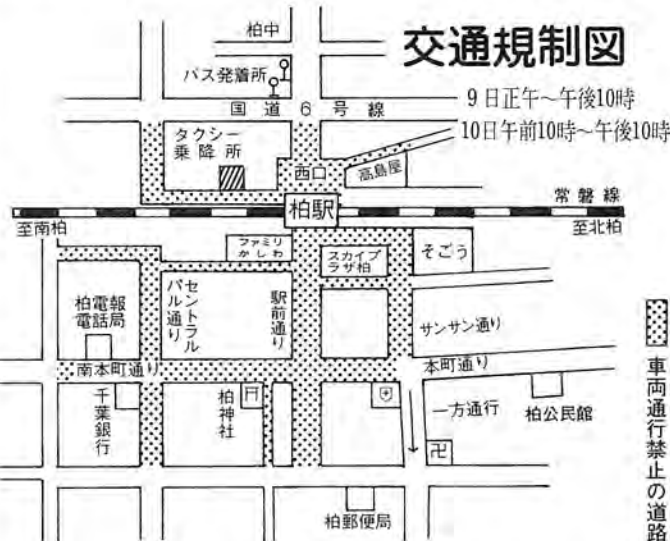 交通規制図
9日正午～午後10時
10日午前10時～午後10時
柏中
バス発着所
国道6号線
タクシー
乗降所
西口
高島屋
柏駅
常磐線
至南柏
至北柏
ファミリ
かしわ
スカイプ
ラザ柏
そごう
柏電報
電話局
セントラル
パル通り
駅前通り
サンサン通り
南本町通り
本町通り
千葉銀行
柏神社
一方通行
柏公民館
卍
柏郵便局
車両通行禁止の道路